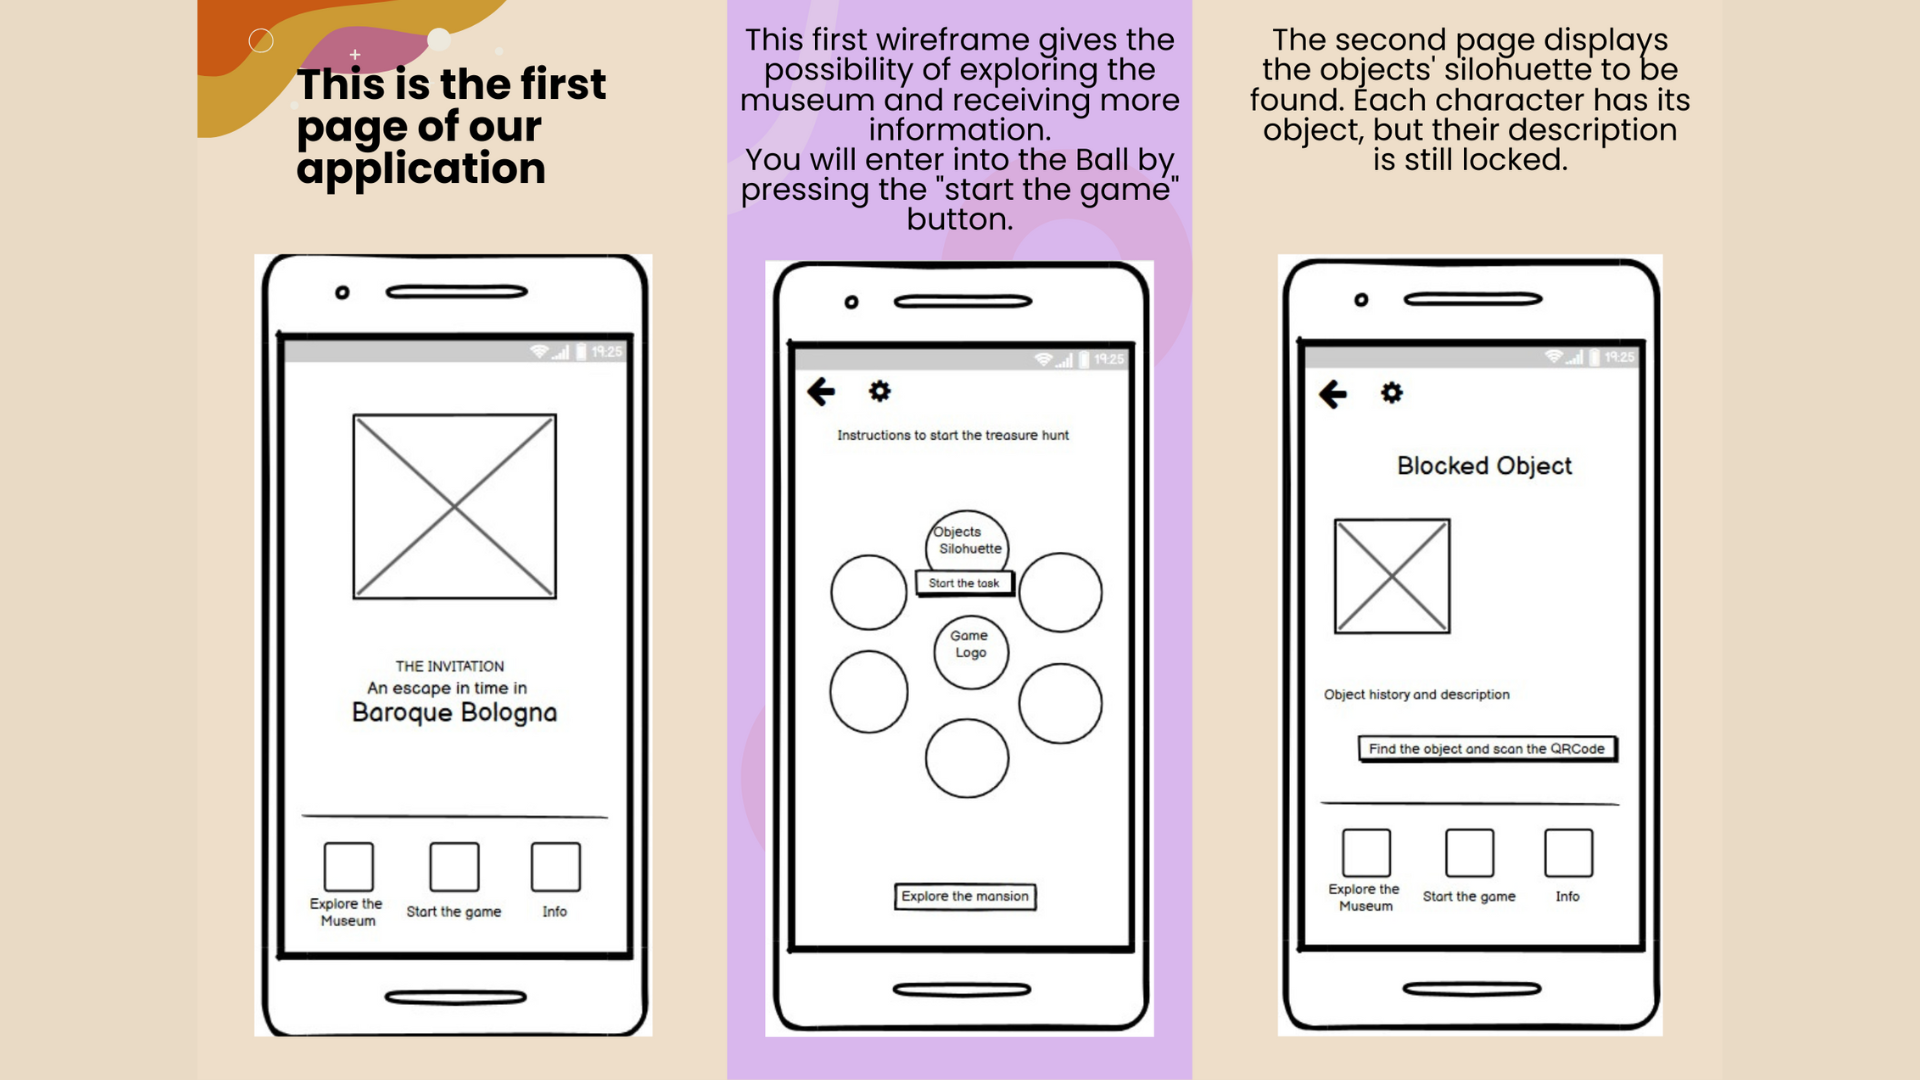 This is the first
page of our
application
19:25
THE INVITATION
An escape in time in
Baroque Bologna
Explore the
Museum
Start the game
Info
This first wireframe gives the
possibility of exploring the
museum and receiving more
information.
You will enter into the Ball by
pressing the "start the game"
button.
19:25
Instructions to start the treasure hunt
Objects
Silohuette
Start the task
Game
Logo
Explore the mansion
The second page displays
the objects' silohuette to be
found. Each character has its
object, but their description
is still locked.
19:25
Blocked Object
Object history and description
Find the object and scan the QRCode
Explore the
Museum
Start the game
Info